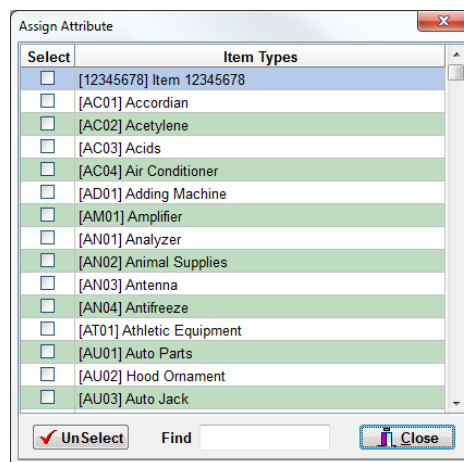 Assign Attribute
Select Item Types
[12345678] Item 12345678
[AC01] Accordian
[AC02] Acetylene
[AC03] Acids
[AC04] Air Conditioner
[AD01] Adding Machine
[AM01] Amplifier
[AN01] Analyzer
[AN02] Animal Supplies
[AN03] Antenna
[AN04] Antifreeze
[AT01] Athletic Equipment
[AU01] Auto Parts
[AU02] Hood Ornament
[AU03] Auto Jack
UnSelect Find Close